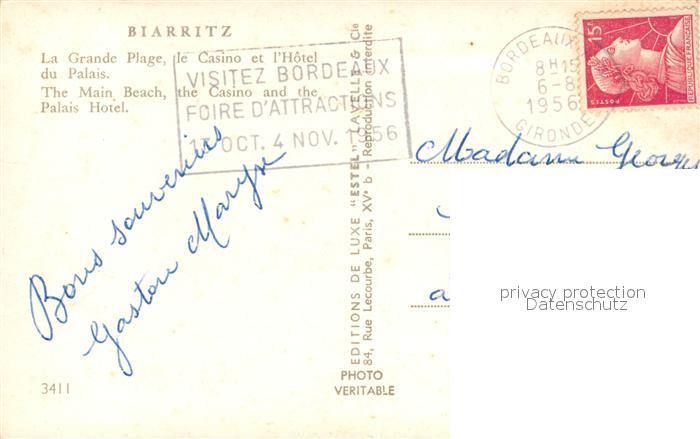 BIARRITZ
La Grande Plage, le Casino et l'Hôtel
du Palais.
The Main Beach, the Casino and the
Palais Hotel.
VISITEZ BORDEAUX
FOIRE D'ATTRACTIONS
OCT. 4 NOV. 1956
BORDEAUX
8H15
6-8
1956
GIRONDE
15F
POSTES
REPUBLIQUE FRANÇAISE
Bons souvenirs
Gaston Maryse
Madame
a
EDITIONS DE LUXE "ESTEL" LAVELLE & Cie
84, Rue Lecourbe, Paris, XVe b - Reproduction interdite
PHOTO
VERITABLE
3411
privacy protection
Datenschutz